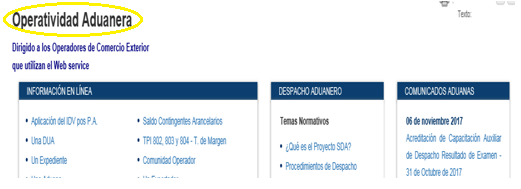 Operatividad Aduanera
Texto:
Dirigido a los Operadores de Comercio Exterior
que utilizan el Web service
INFORMACIÓN EN LÍNEA
• Aplicación del IDV pos P.A.
• Una DUA
• Un Expediente
• Saldo Contingentes Arancelarios
• TPI 802, 803 y 804 - T. de Margen
• Comunidad Operador
DESPACHO ADUANERO
Temas Normativos
• ¿Qué es el Proyecto SDA?
• Procedimientos de Despacho
COMUNICADOS ADUANAS
06 de noviembre 2017
Acreditación de Capacitación Auxiliar
de Despacho Resultado de Examen -
31 de Octubre de 2017